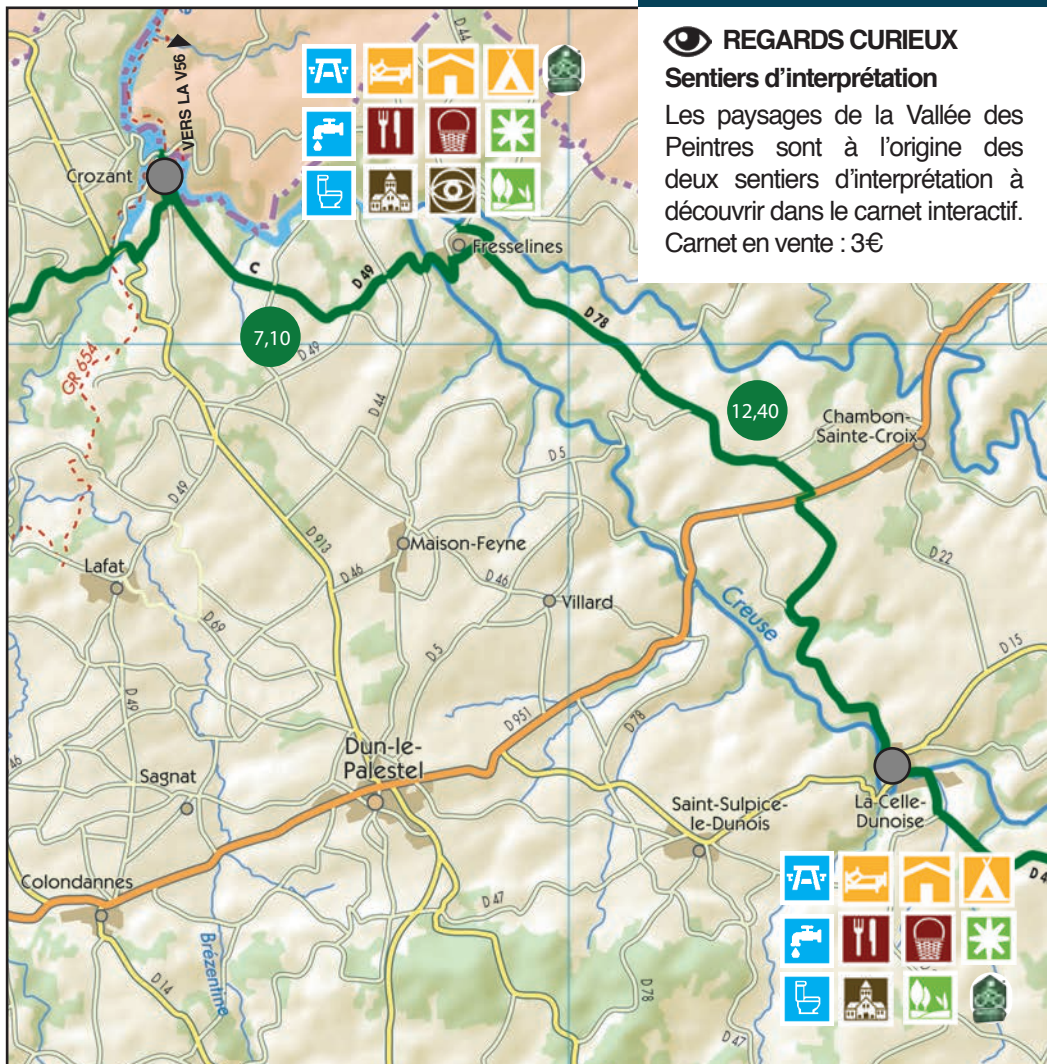 REGARDS CURIEUX
Sentiers d'interprétation
Les paysages de la Vallée des
Peintres sont à l'origine des
deux sentiers d'interprétation à
découvrir dans le carnet interactif.
Carnet en vente : 3€
D 44
VERS LA V56
Crozant
Fresselines
C
D 49
D 78
7,10
D 49
GR 654
D 44
12,40
Chambon-
Sainte-Croix
D 5
D 49
D 913
Maison-Feyne
D 22
Lafat
D 46
D 46
Villard
Creuse
D 69
D 5
D 15
D 49
D 951
D 78
46
Dun-le-
Palestel
Sagnat
Saint-Sulpice-
le-Dunois
La-Celle-
Dunoise
D 4
Colondannes
D 47
Brézentine
D 14
D 78